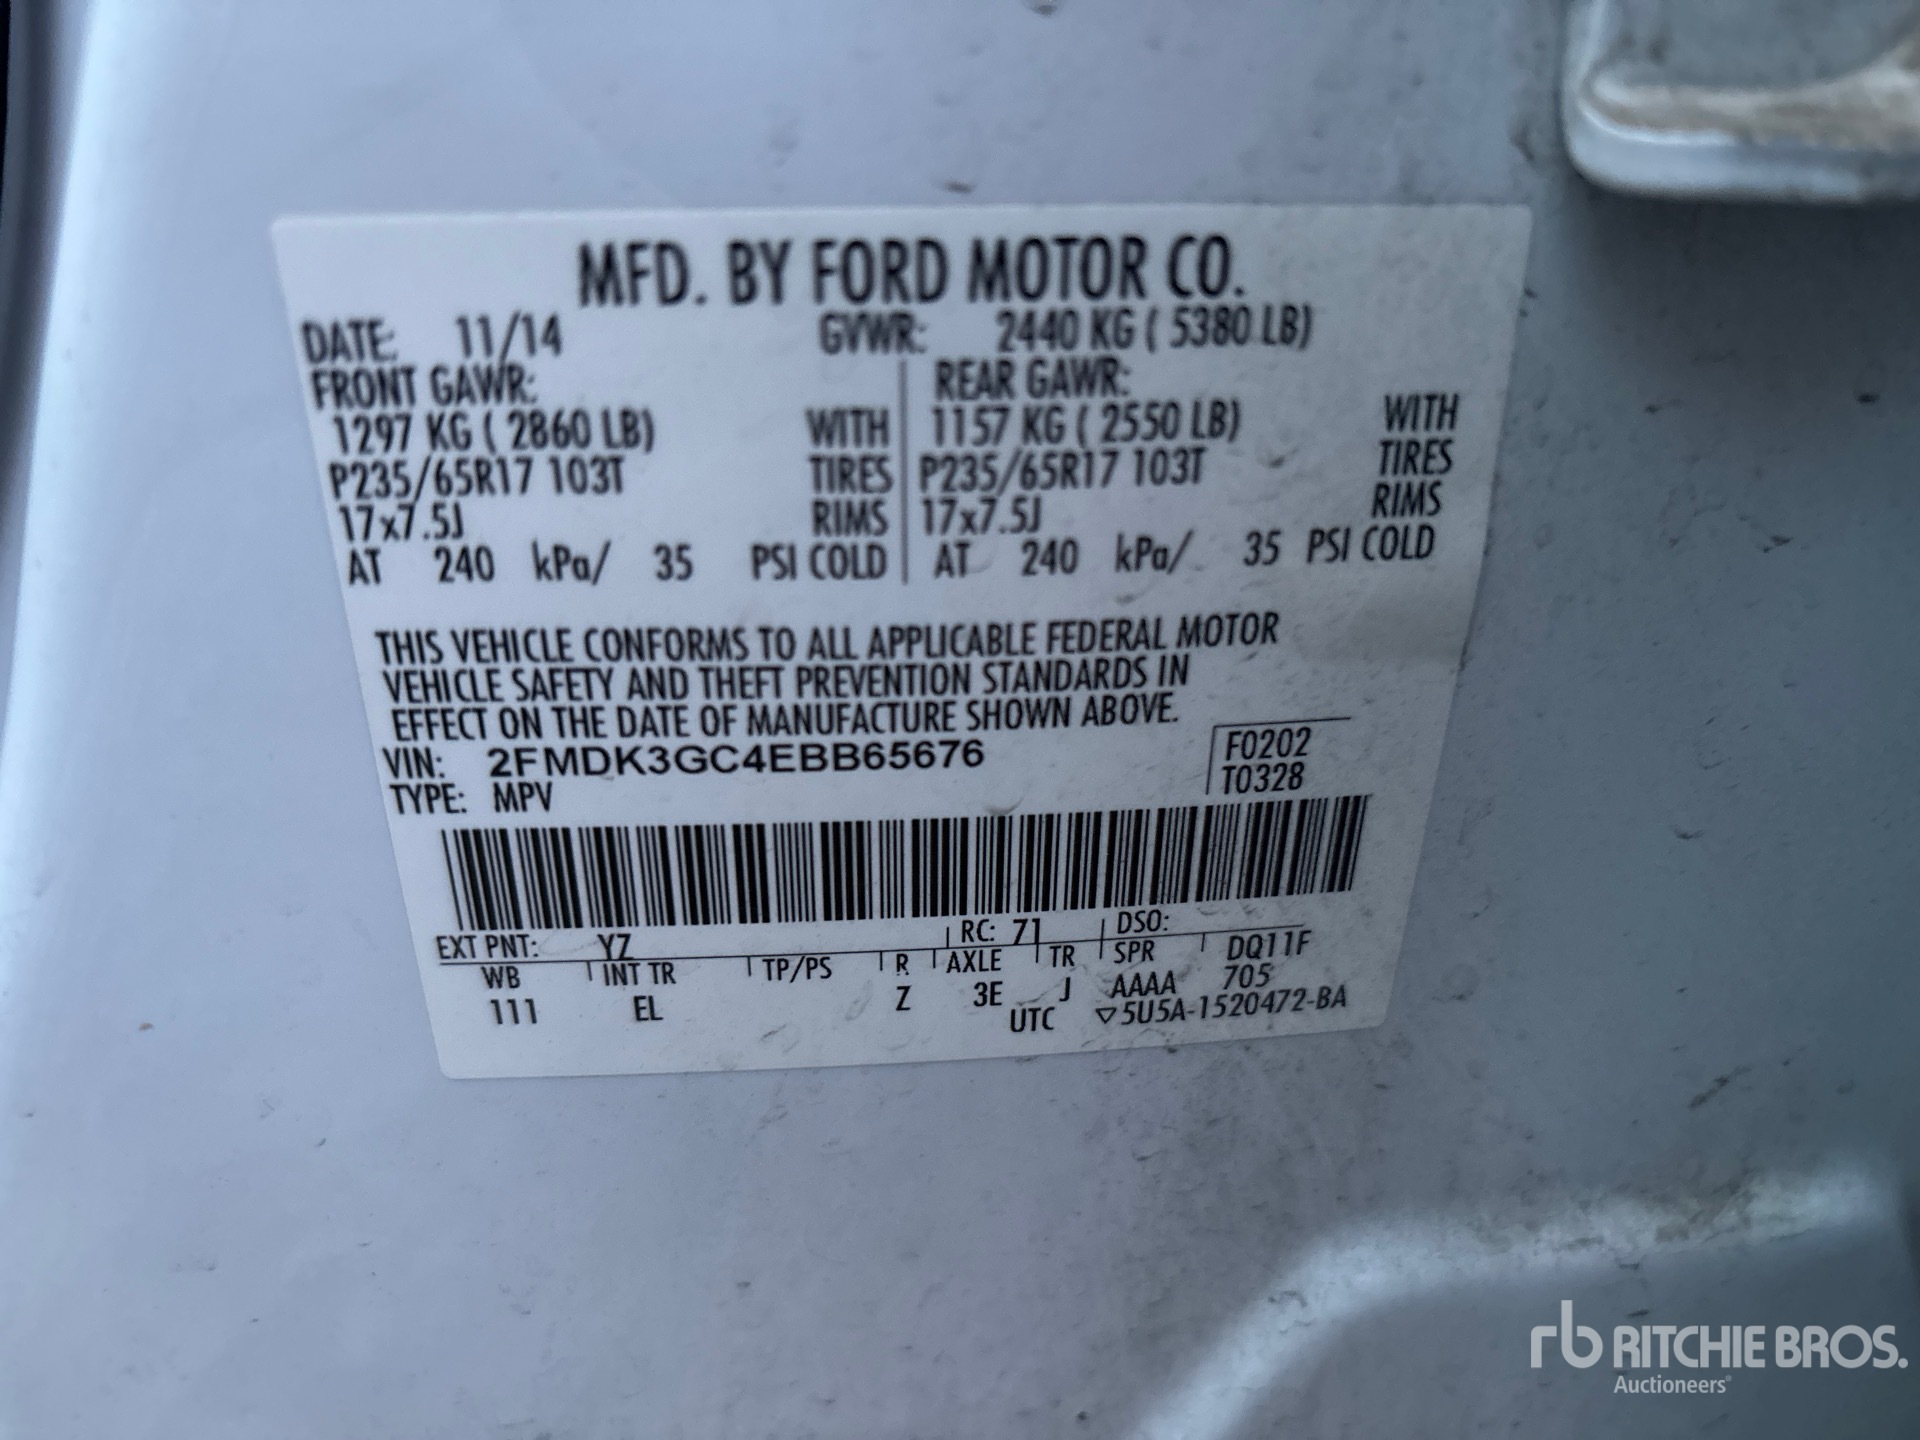 MFD. BY FORD MOTOR CO.
DATE: 11/14 GVWR: 2440 KG ( 5380 LB)
FRONT GAWR: REAR GAWR:
1297 KG ( 2860 LB) WITH 1157 KG ( 2550 LB) WITH
P235/65R17 103T TIRES P235/65R17 103T TIRES
17x7.5J RIMS 17x7.5J RIMS
AT 240 kPa/ 35 PSI COLD AT 240 kPa/ 35 PSI COLD
THIS VEHICLE CONFORMS TO ALL APPLICABLE FEDERAL MOTOR
VEHICLE SAFETY AND THEFT PREVENTION STANDARDS IN
EFFECT ON THE DATE OF MANUFACTURE SHOWN ABOVE.
VIN: 2FMDK3GC4EBB65676 F0202
TYPE: MPV T0328
EXT PNT: YZ RC: 71 DSO:
WB INT TR TP/PS R AXLE TR SPR DQ11F
111 EL Z 3E J AAAA 705
UTC ▽5U5A-1520472-BA
rb RITCHIE BROS.
Auctioneers®